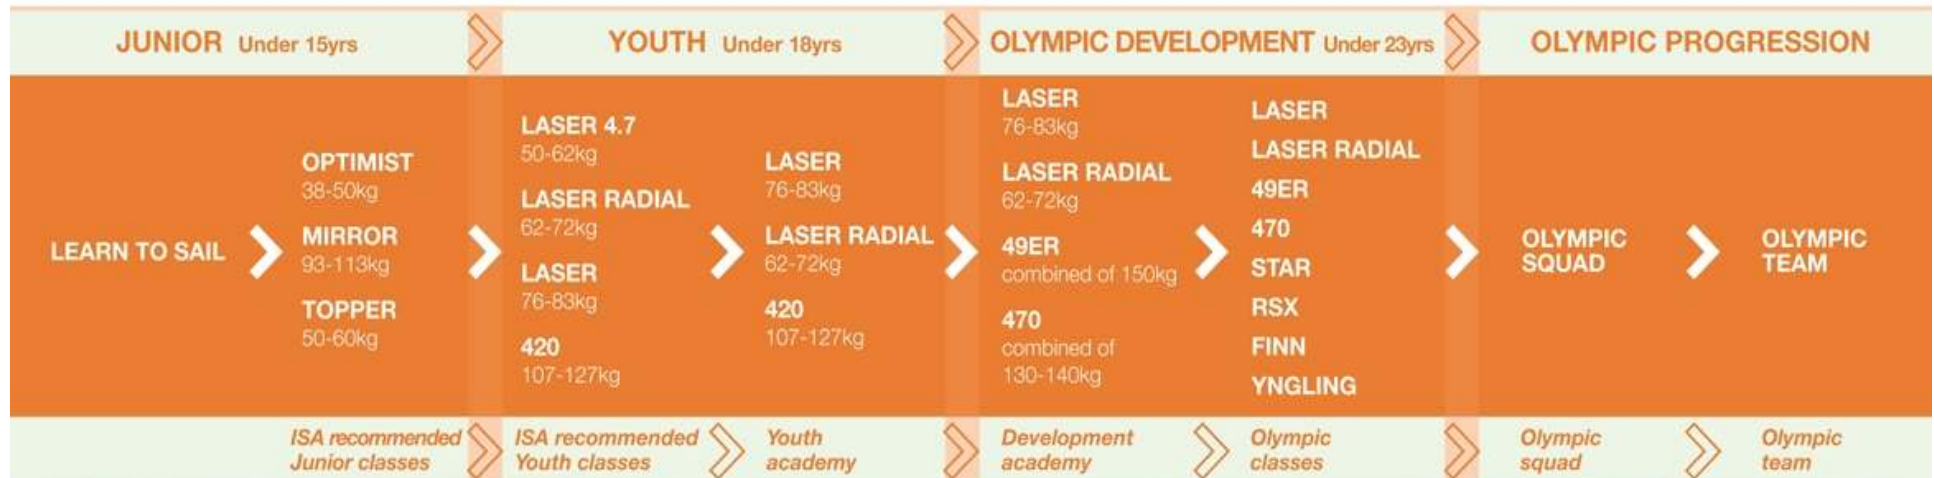 JUNIOR Under 15yrs
YOUTH Under 18yrs
OLYMPIC DEVELOPMENT Under 23yrs
OLYMPIC PROGRESSION
LEARN TO SAIL
OPTIMIST
38-50kg
MIRROR
93-113kg
TOPPER
50-60kg
LASER 4.7
50-62kg
LASER RADIAL
62-72kg
LASER
76-83kg
420
107-127kg
LASER
76-83kg
LASER RADIAL
62-72kg
420
107-127kg
LASER
76-83kg
LASER RADIAL
62-72kg
49ER
combined of 150kg
470
combined of
130-140kg
LASER
LASER RADIAL
49ER
470
STAR
RSX
FINN
YNGLING
OLYMPIC
SQUAD
OLYMPIC
TEAM
ISA recommended
Junior classes
ISA recommended
Youth classes
Youth
academy
Development
academy
Olympic
classes
Olympic
squad
Olympic
team